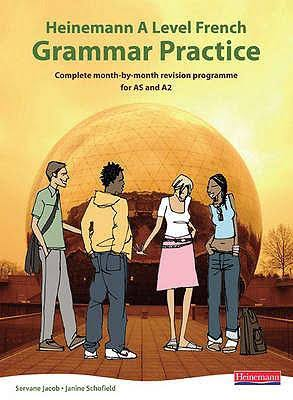 Heinemann A Level French
Grammar Practice
Complete month-by-month revision programme
for AS and A2
Servane Jacob • Janine Schofield
Heinemann